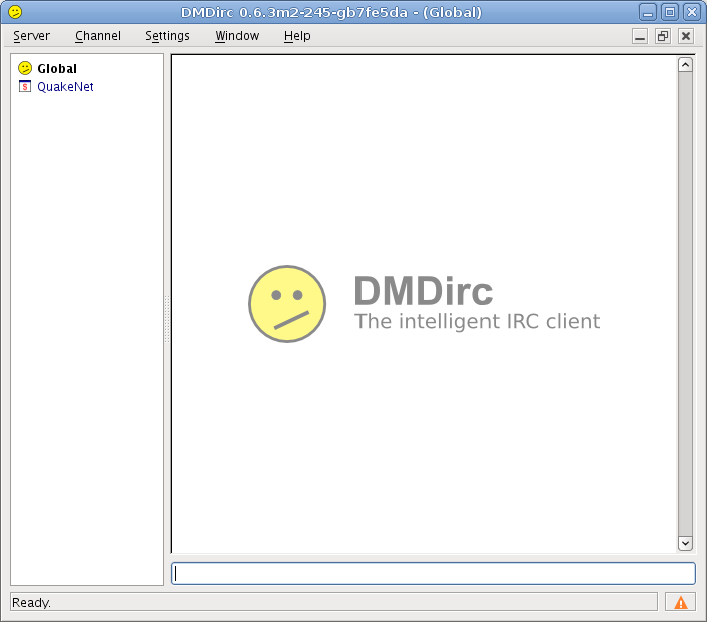 DMDirc 0.6.3m2-245-gb7fe5da - (Global)
Server Channel Settings Window Help
Global
$ QuakeNet
DMDirc
The intelligent IRC client
Ready.